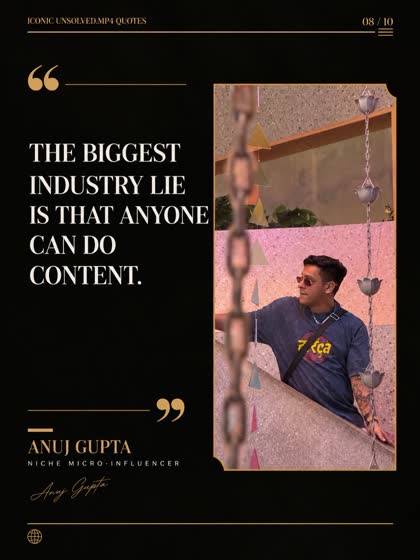 ICONIC UNSOLVED.MP4 QUOTES
08 / 10
“
THE BIGGEST
INDUSTRY LIE
IS THAT ANYONE
CAN DO
CONTENT.
”
ANUJ GUPTA
NICHE MICRO-INFLUENCER
Anuj Gupta